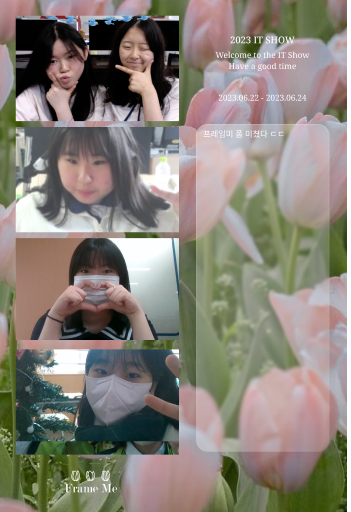 2023 IT SHOW
Welcome to the IT Show
Have a good time
2023.06.22 - 2023.06.24
프레임미 폼 미쳤다 ㄷㄷ
Frame Me